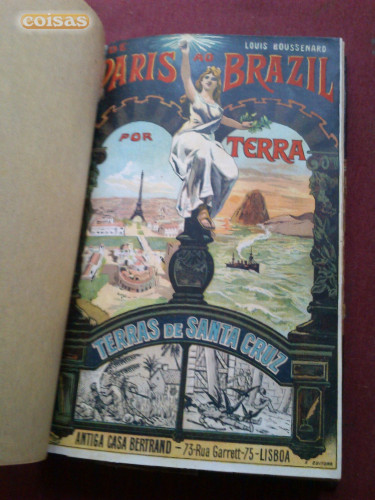 coisas
DE
LOUIS BOUSSENARD
PARIS AO BRAZIL
POR TERRA
TERRAS DE SANTA CRUZ
ANTIGA CASA BERTRAND – 73-Rua Garrett-75-LISBOA
EDITORA